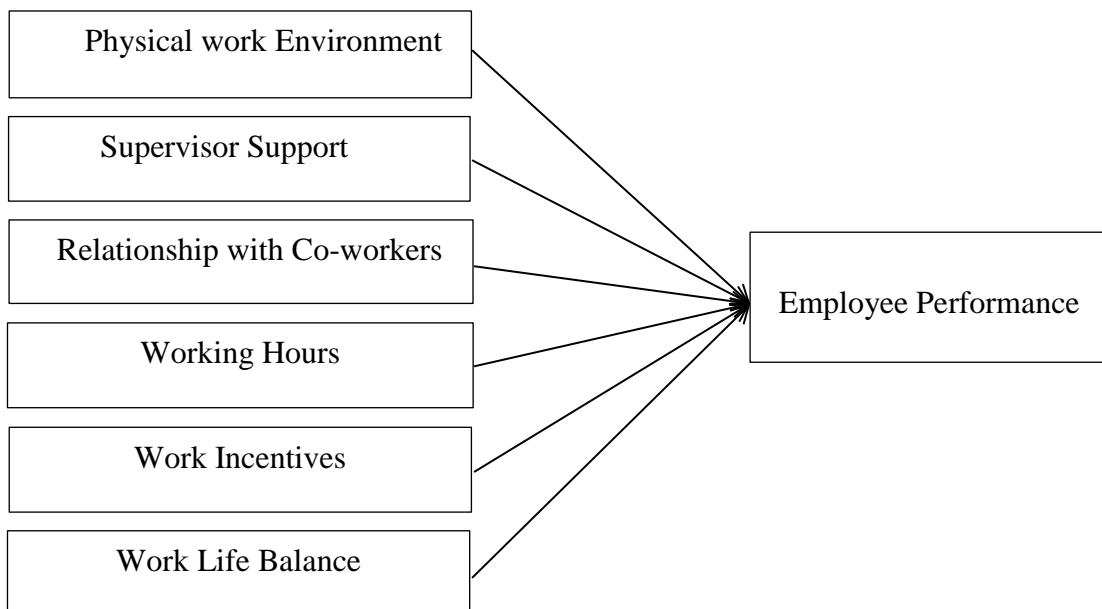 Physical work Environment
Supervisor Support
Relationship with Co-workers
Working Hours
Work Incentives
Work Life Balance
Employee Performance